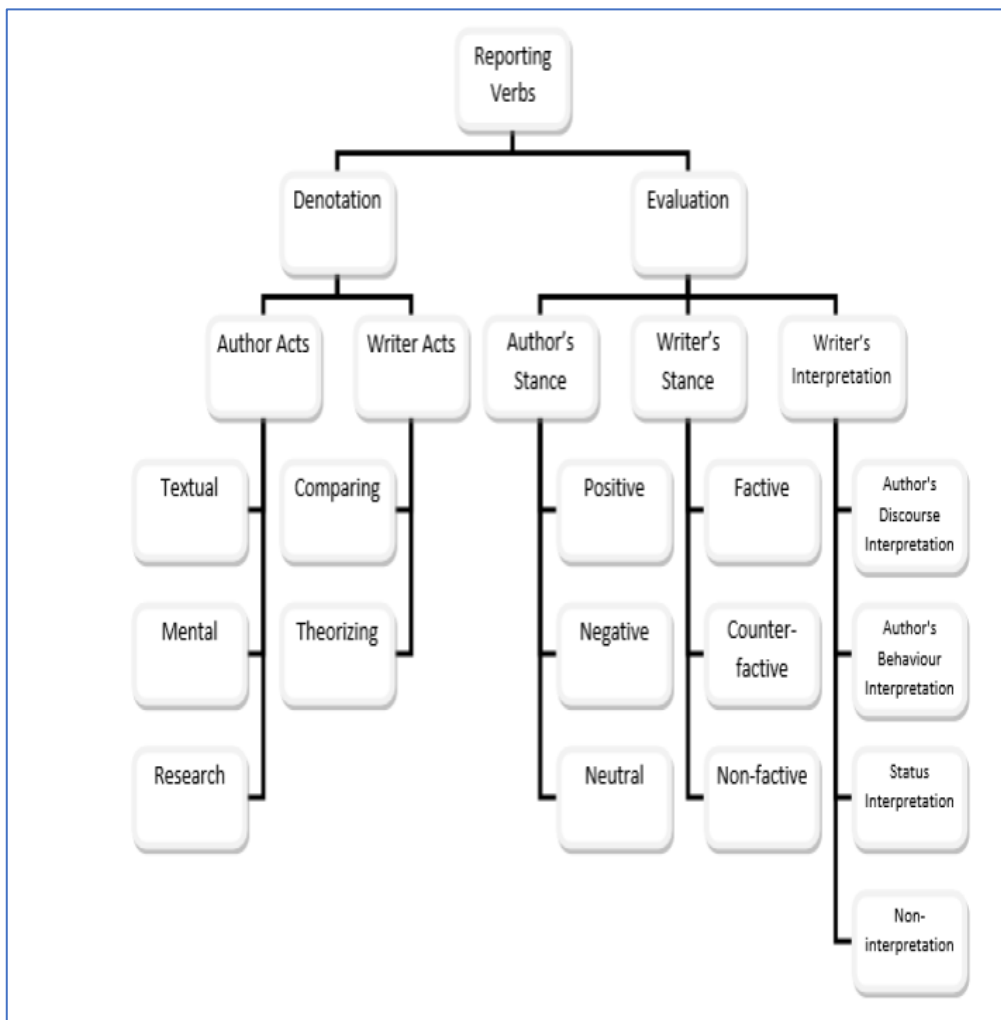 Reporting
Verbs
Denotation
Evaluation
Author Acts
Writer Acts
Author's
Stance
Writer's
Stance
Writer's
Interpretation
Textual
Comparing
Positive
Factive
Author's
Discourse
Interpretation
Mental
Theorizing
Negative
Counter-
factive
Author's
Behaviour
Interpretation
Research
Neutral
Non-factive
Status
Interpretation
Non-
interpretation